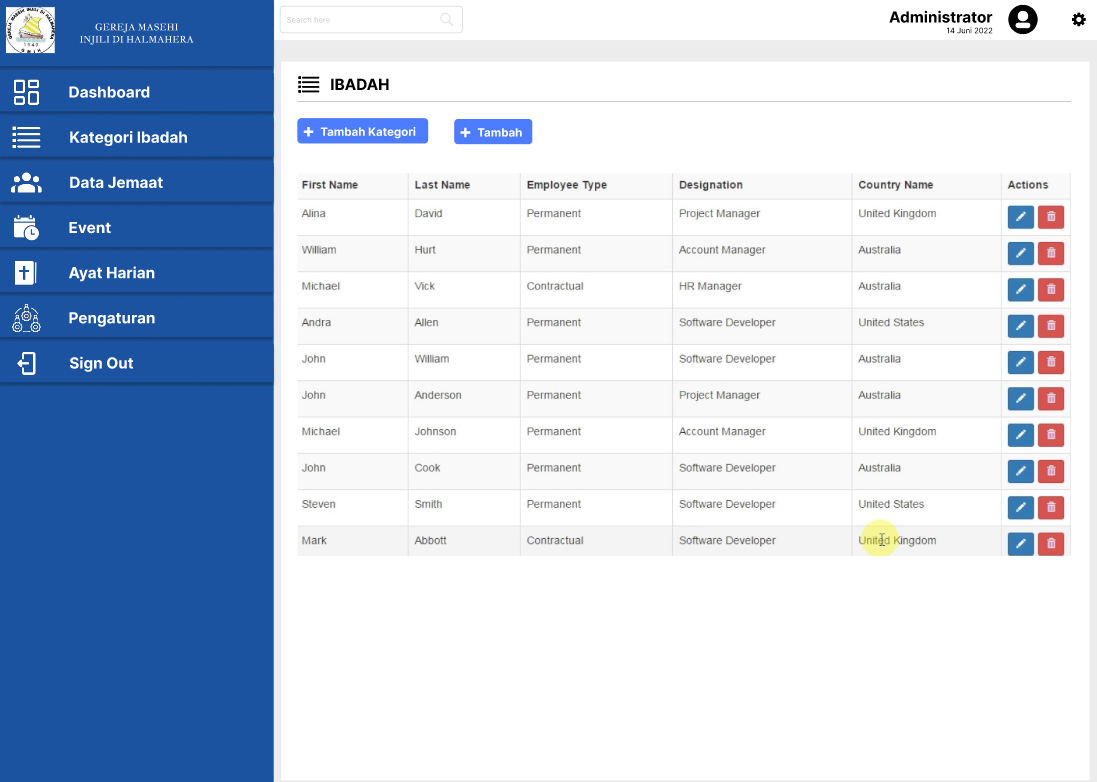 GEREJA MASEHI
INJILI DI HALMAHERA
Search here
Administrator
14 Juni 2022
Dashboard
Kategori Ibadah
Data Jemaat
Event
Ayat Harian
Pengaturan
Sign Out
IBADAH
+ Tambah Kategori
+ Tambah
First Name Last Name Employee Type Designation Country Name Actions
Alina David Permanent Project Manager United Kingdom
William Hurt Permanent Account Manager Australia
Michael Vick Contractual HR Manager Australia
Andra Allen Permanent Software Developer United States
John William Permanent Software Developer Australia
John Anderson Permanent Project Manager Australia
Michael Johnson Permanent Account Manager United Kingdom
John Cook Permanent Software Developer Australia
Steven Smith Permanent Software Developer United States
Mark Abbott Contractual Software Developer United Kingdom